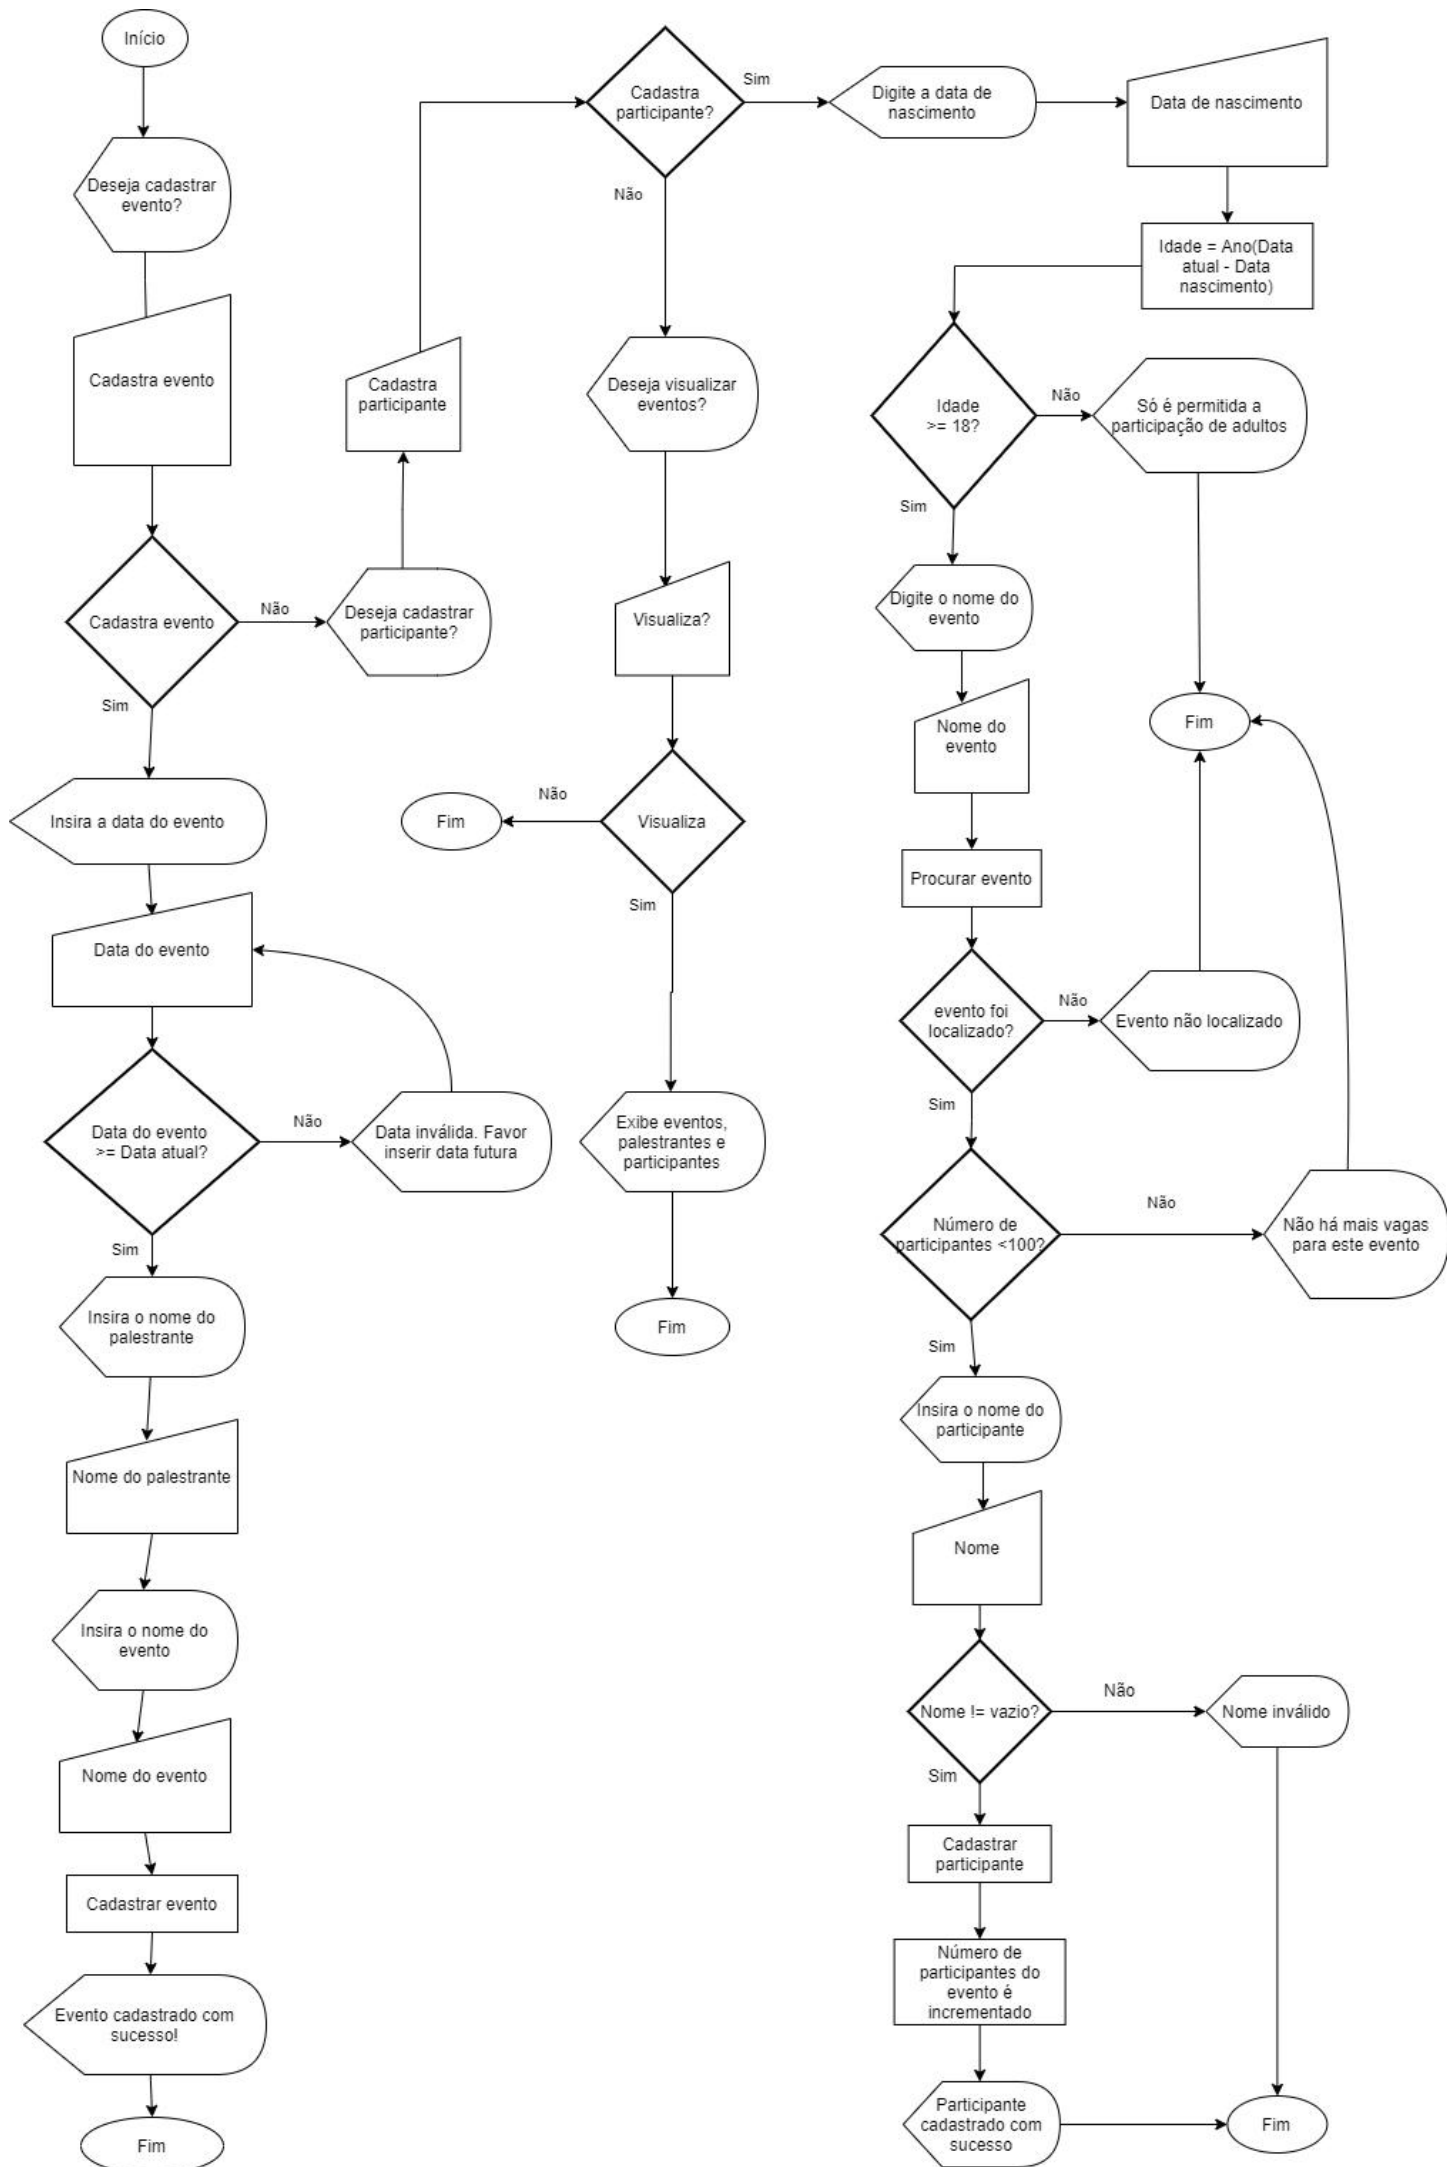 Início
Deseja cadastrar
evento?
Cadastra evento
Cadastra evento
Não
Sim
Deseja cadastrar
participante?
Cadastra
participante
Cadastra
participante?
Sim
Não
Digite a data de
nascimento
Data de nascimento
Idade = Ano(Data
atual - Data
nascimento)
Idade
>= 18?
Não
Sim
Só é permitida a
participação de adultos
Fim
Digite o nome do
evento
Nome do
evento
Procurar evento
evento foi
localizado?
Não
Sim
Evento não localizado
Número de
participantes <100?
Não
Sim
Não há mais vagas
para este evento
Insira o nome do
participante
Nome
Nome != vazio?
Não
Sim
Nome inválido
Cadastrar
participante
Número de
participantes do
evento é
incrementado
Participante
cadastrado com
sucesso
Fim
Deseja visualizar
eventos?
Visualiza?
Visualiza
Não
Fim
Sim
Exibe eventos,
palestrantes e
participantes
Fim
Insira a data do evento
Data do evento
Data do evento
>= Data atual?
Não
Sim
Data inválida. Favor
inserir data futura
Insira o nome do
palestrante
Nome do palestrante
Insira o nome do
evento
Nome do evento
Cadastrar evento
Evento cadastrado com
sucesso!
Fim